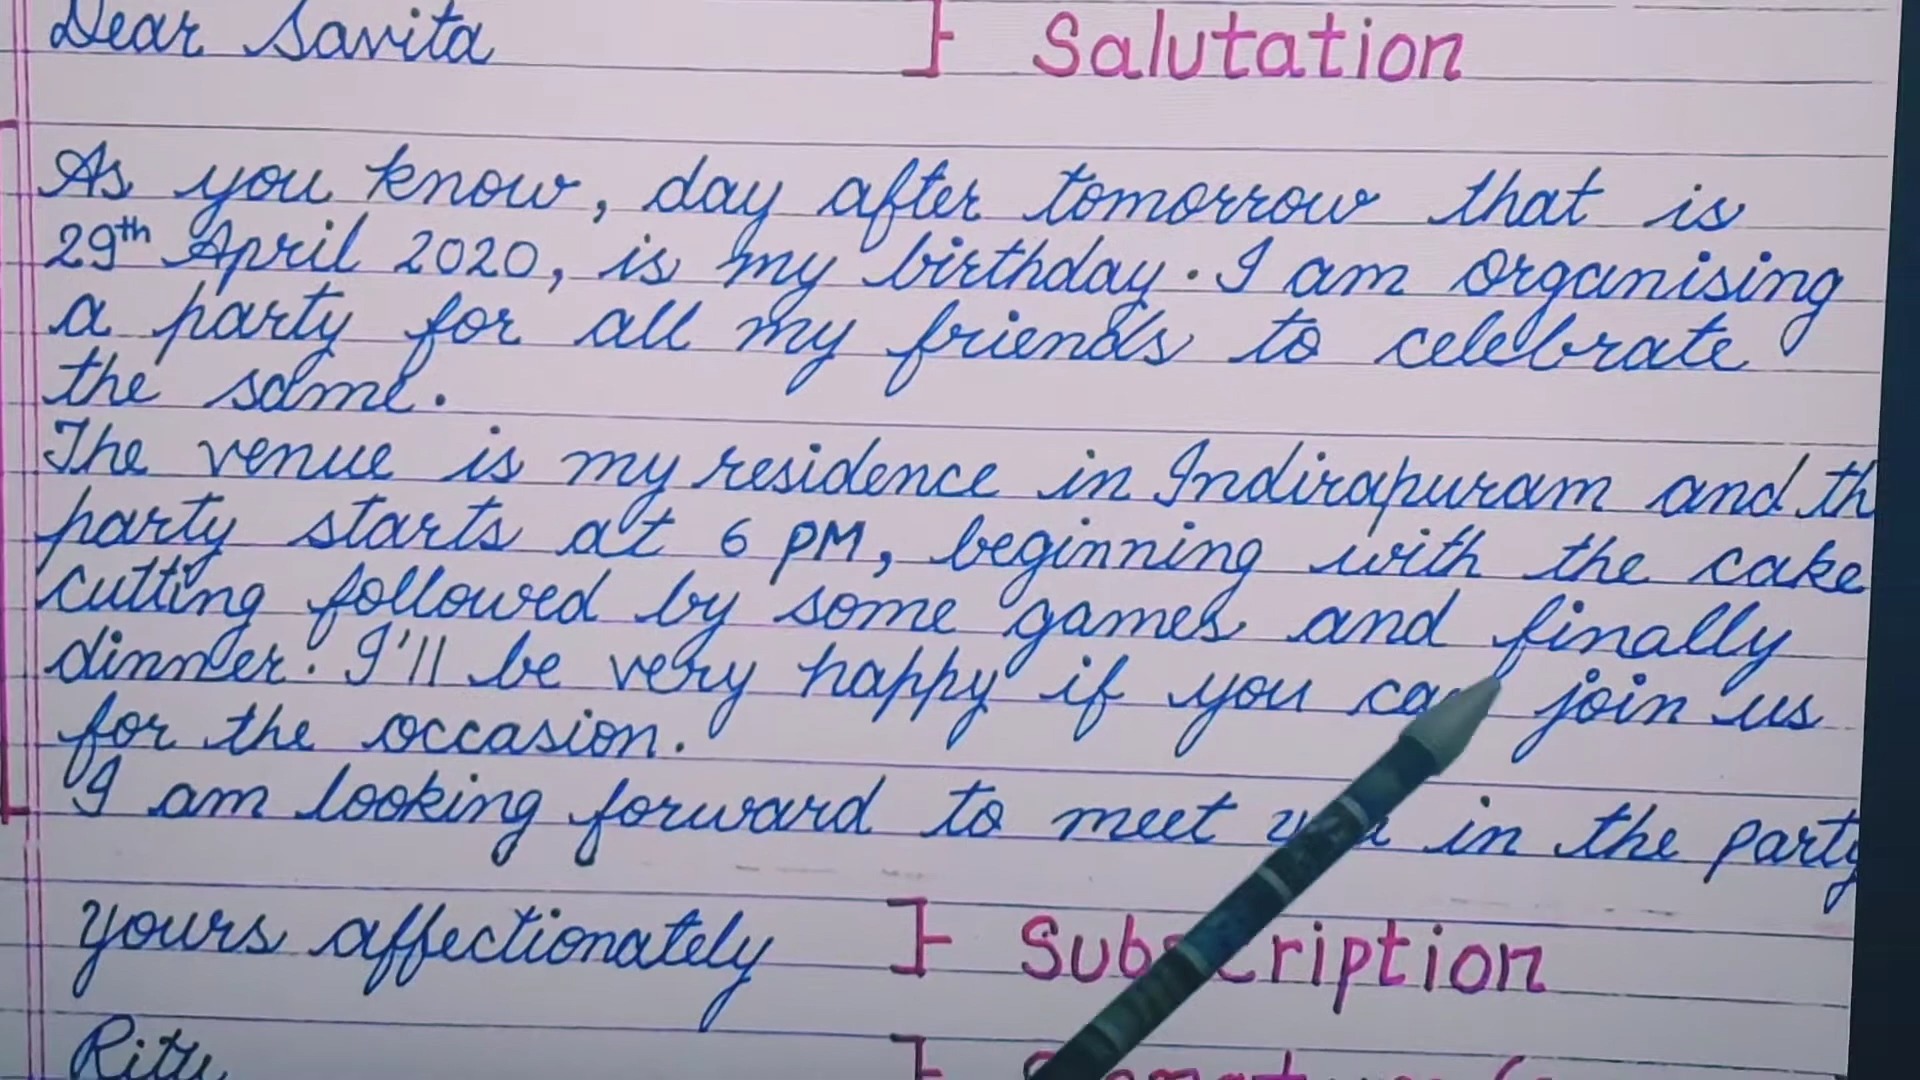 Dear Savita } Salutation
As you know, day after tomorrow that is
29th April 2020, is my birthday. I am organising
a party for all my friends to celebrate
the same.
The venue is my residence in Indirapuram and th
party starts at 6 PM, beginning with the cake
cutting followed by some games and finally
dinner. I'll be very happy if you ca join us
for the occasion.
I am looking forward to meet in the party
yours affectionately } Subscription
Ritu }